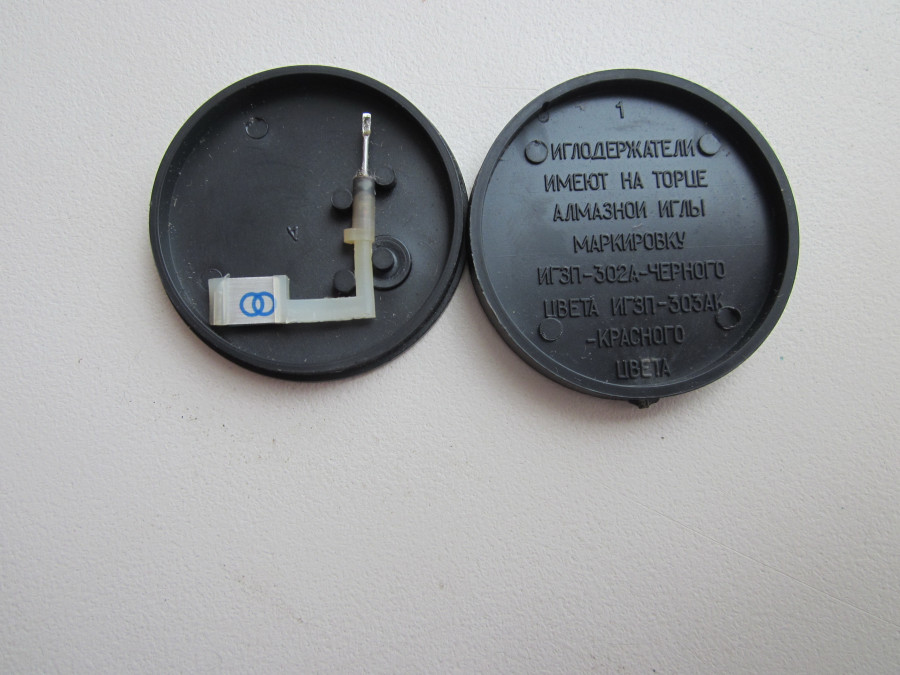 1
ИГЛОДЕРЖАТЕЛИ
ИМЕЮТ НА ТОРЦЕ
АЛМАЗНОЙ ИГЛЫ
МАРКИРОВКУ
ИГЗП-302А-ЧЕРНОГО
ЦВЕТА ИГЗП-303АК
-КРАСНОГО
ЦВЕТА